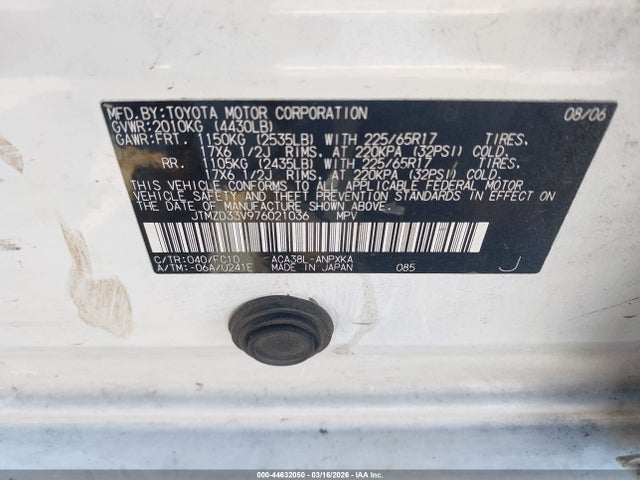 MFD.BY:TOYOTA MOTOR CORPORATION 08/06
GVWR:2010KG (4430LB)
GAWR:FRT. 1150KG (2535LB) WITH 225/65R17 TIRES.
17X6 1/2J RIMS. AT 220KPA (32PSI) COLD.
RR. 1105KG (2435LB) WITH 225/65R17 TIRES.
17X6 1/2J RIMS. AT 220KPA (32PSI) COLD.
THIS VEHICLE CONFORMS TO ALL APPLICABLE FEDERAL MOTOR
VEHICLE SAFETY AND THEFT PREVENTION STANDARDS IN EFFECT
ON THE DATE OF MANUFACTURE SHOWN ABOVE.
JTMZD33V976021036 MPV
C/TR:040/FC10 ACA38L-ANPXKA
A/TM:-06A/U241E MADE IN JAPAN 085 J
000-44632050 - 03/16/2026 - IAAC